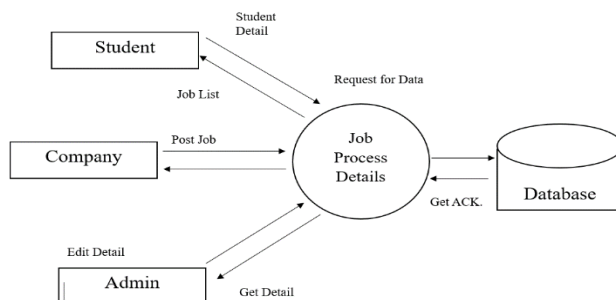 Student
Detail
Student
Request for Data
Job List
Post Job
Company
Job
Process
Details
Database
Get ACK.
Edit Detail
Admin
Get Detail